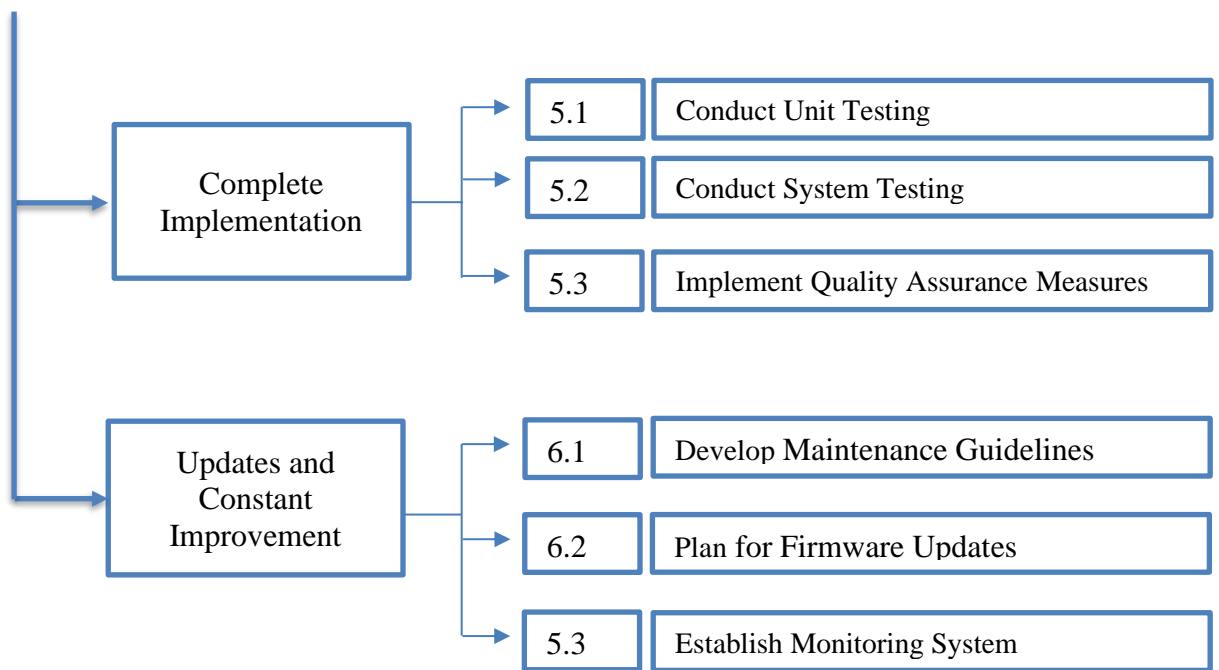 Complete
Implementation
5.1
Conduct Unit Testing
5.2
Conduct System Testing
5.3
Implement Quality Assurance Measures
Updates and
Constant
Improvement
6.1
Develop Maintenance Guidelines
6.2
Plan for Firmware Updates
5.3
Establish Monitoring System